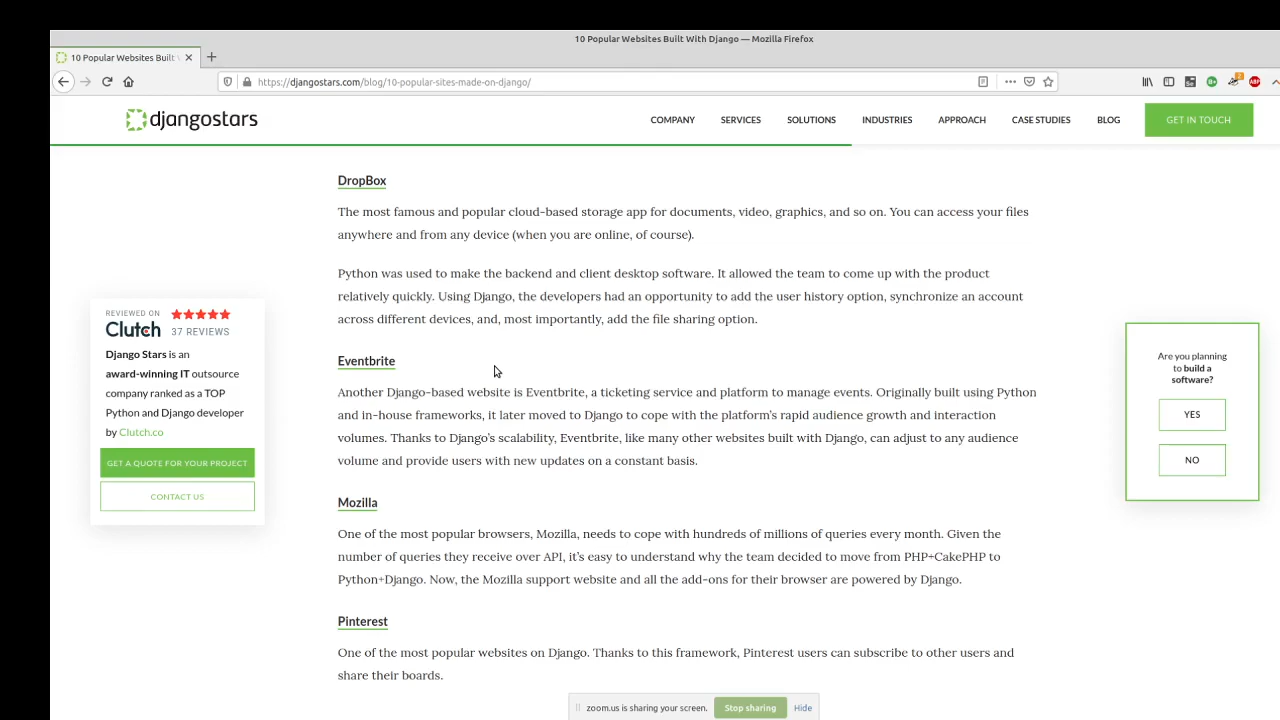 10 Popular Websites Built With Django — Mozilla Firefox
10 Popular Websites Built
https://djangostars.com/blog/10-popular-sites-made-on-django/
djangostars
COMPANY SERVICES SOLUTIONS INDUSTRIES APPROACH CASE STUDIES BLOG GET IN TOUCH
DropBox
The most famous and popular cloud-based storage app for documents, video, graphics, and so on. You can access your files
anywhere and from any device (when you are online, of course).
Python was used to make the backend and client desktop software. It allowed the team to come up with the product
relatively quickly. Using Django, the developers had an opportunity to add the user history option, synchronize an account
across different devices, and, most importantly, add the file sharing option.
Eventbrite
Another Django-based website is Eventbrite, a ticketing service and platform to manage events. Originally built using Python
and in-house frameworks, it later moved to Django to cope with the platform's rapid audience growth and interaction
volumes. Thanks to Django's scalability, Eventbrite, like many other websites built with Django, can adjust to any audience
volume and provide users with new updates on a constant basis.
Mozilla
One of the most popular browsers, Mozilla, needs to cope with hundreds of millions of queries every month. Given the
number of queries they receive over API, it's easy to understand why the team decided to move from PHP+CakePHP to
Python+Django. Now, the Mozilla support website and all the add-ons for their browser are powered by Django.
Pinterest
One of the most popular websites on Django. Thanks to this framework, Pinterest users can subscribe to other users and
share their boards.
REVIEWED ON
Clutch
37 REVIEWS
Django Stars is an
award-winning IT outsource
company ranked as a TOP
Python and Django developer
by Clutch.co
GET A QUOTE FOR YOUR PROJECT
CONTACT US
Are you planning
to build a
software?
YES
NO
zoom.us is sharing your screen. Stop sharing Hide